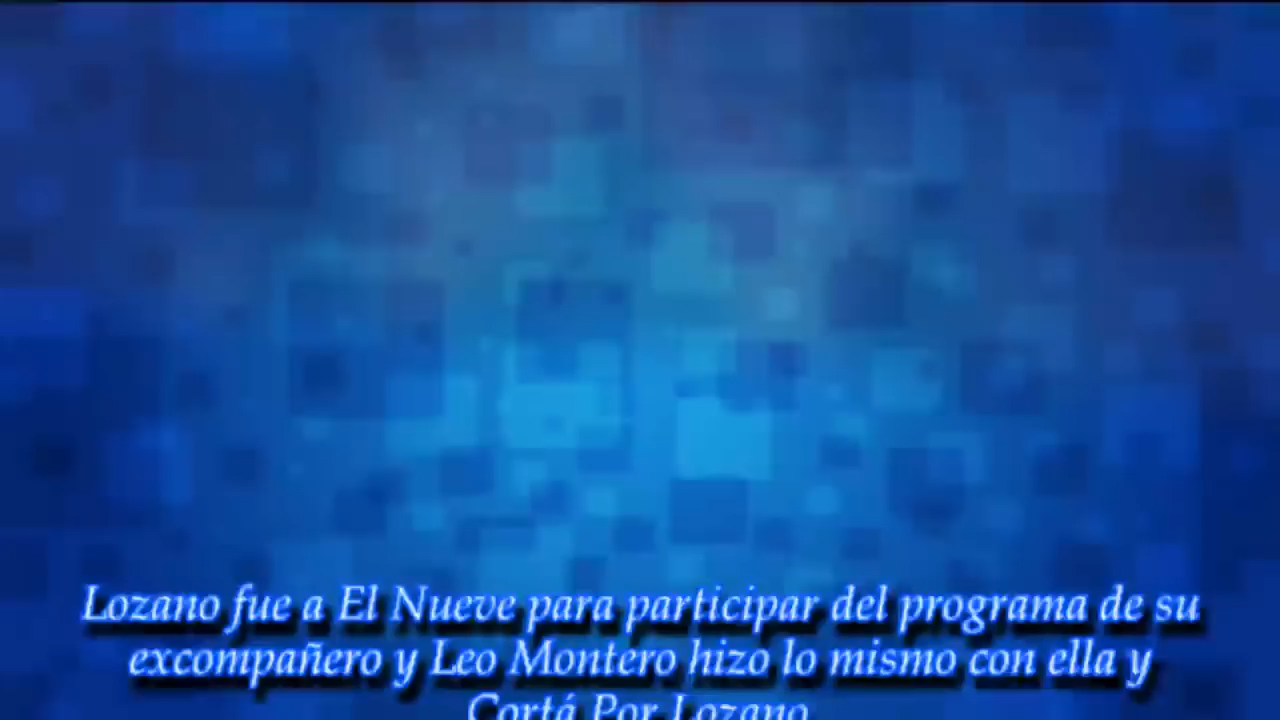 Lozano fue a El Nueve para participar del programa de su
excompañero y Leo Montero hizo lo mismo con ella y
Cortá Por Lozano